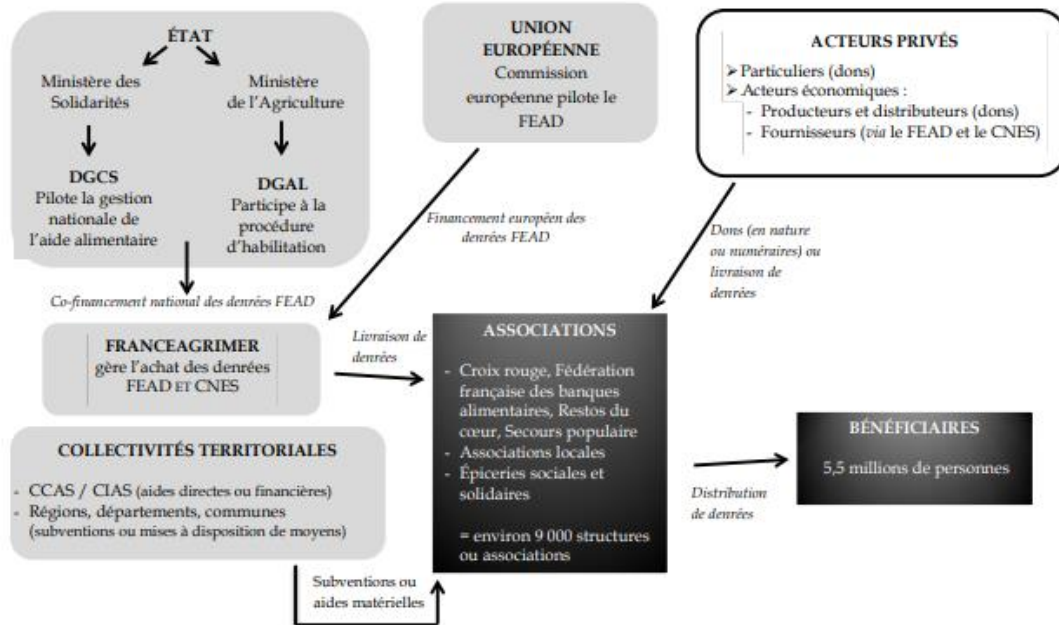 ÉTAT
Ministère des
Solidarités
Ministère
de l'Agriculture
DGCS
Pilote la gestion
nationale de
l'aide alimentaire
DGAL
Participe à la
procédure
d'habilitation
UNION
EUROPÉENNE
Commission
européenne pilote le
FEAD
ACTEURS PRIVÉS
➤ Particuliers (dons)
➤ Acteurs économiques :
- Producteurs et distributeurs (dons)
- Fournisseurs (via le FEAD et le CNES)
Financement européen des
denrées FEAD
Dons (en nature
ou numéraires) ou
livraison de
denrées
Co-financement national des denrées FEAD
FRANCEAGRIMER
gère l'achat des denrées
FEAD ET CNES
Livraison de
denrées
ASSOCIATIONS
- Croix rouge, Fédération
française des banques
alimentaires, Restos du
cœur, Secours populaire
- Associations locales
- Épiceries sociales et
solidaires
= environ 9 000 structures
ou associations
COLLECTIVITÉS TERRITORIALES
- CCAS / CIAS (aides directes ou financières)
- Régions, départements, communes
(subventions ou mises à disposition de moyens)
Subventions ou
aides matérielles
Distribution
de denrées
BÉNÉFICIAIRES
5,5 millions de personnes